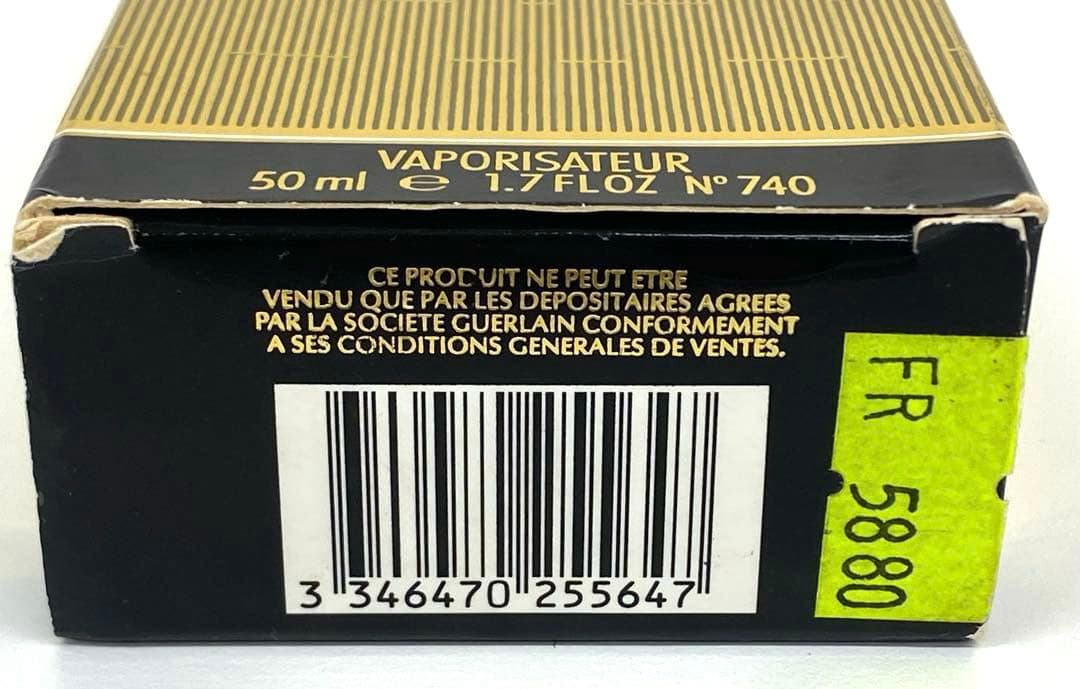 VAPORISATEUR
50 ml e 1.7 FL OZ N° 740
CE PRODUIT NE PEUT ETRE
VENDU QUE PAR LES DEPOSITAIRES AGREES
PAR LA SOCIETE GUERLAIN CONFORMEMENT
A SES CONDITIONS GENERALES DE VENTES.
3 346470 255647
FR 5880